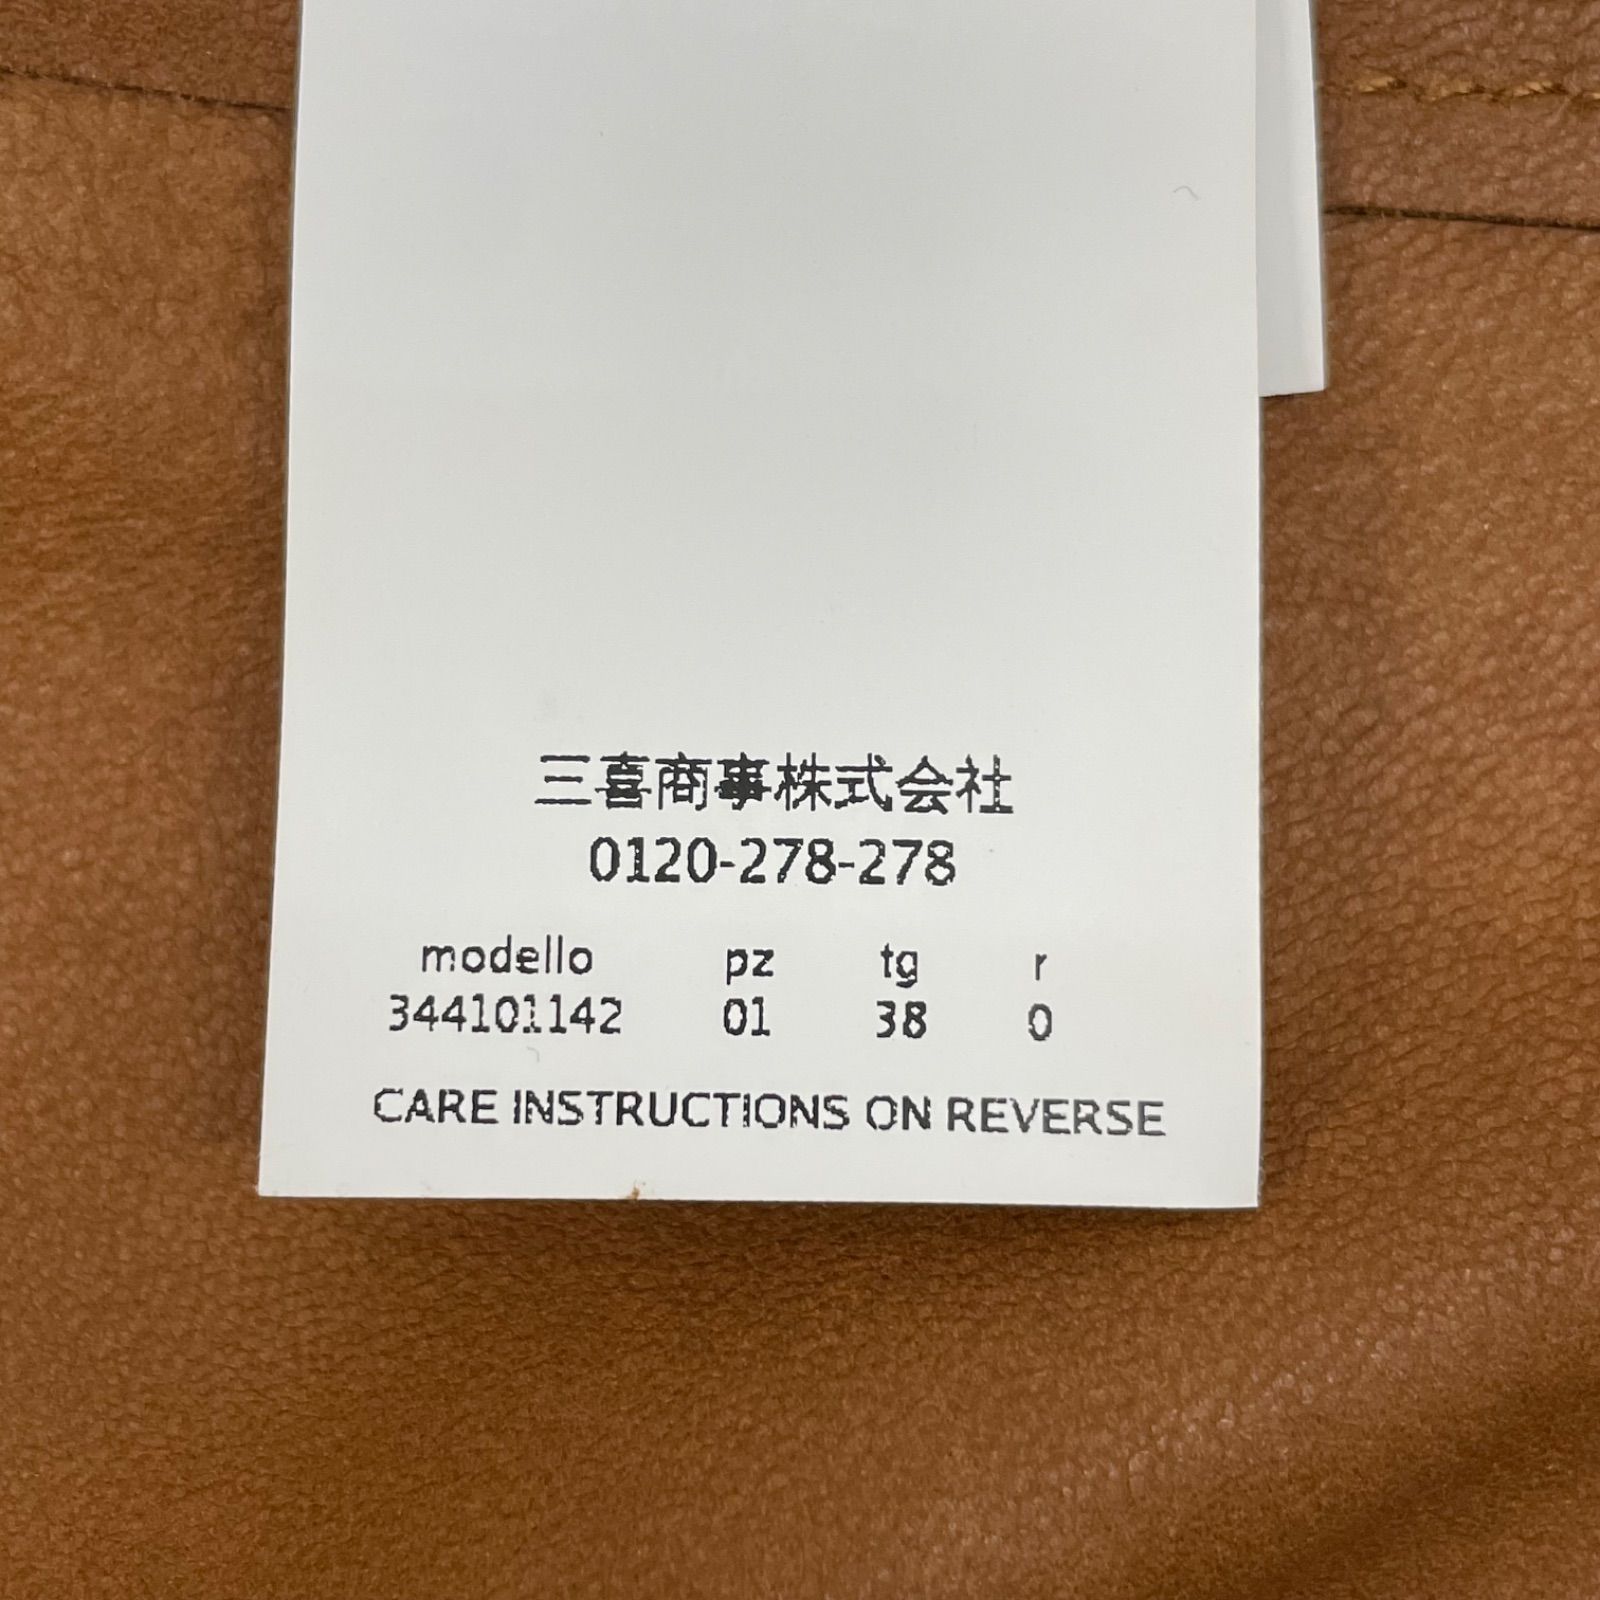 三喜商事株式会社
0120-278-278
modello pz tg r
344101142 01 38 0
CARE INSTRUCTIONS ON REVERSE